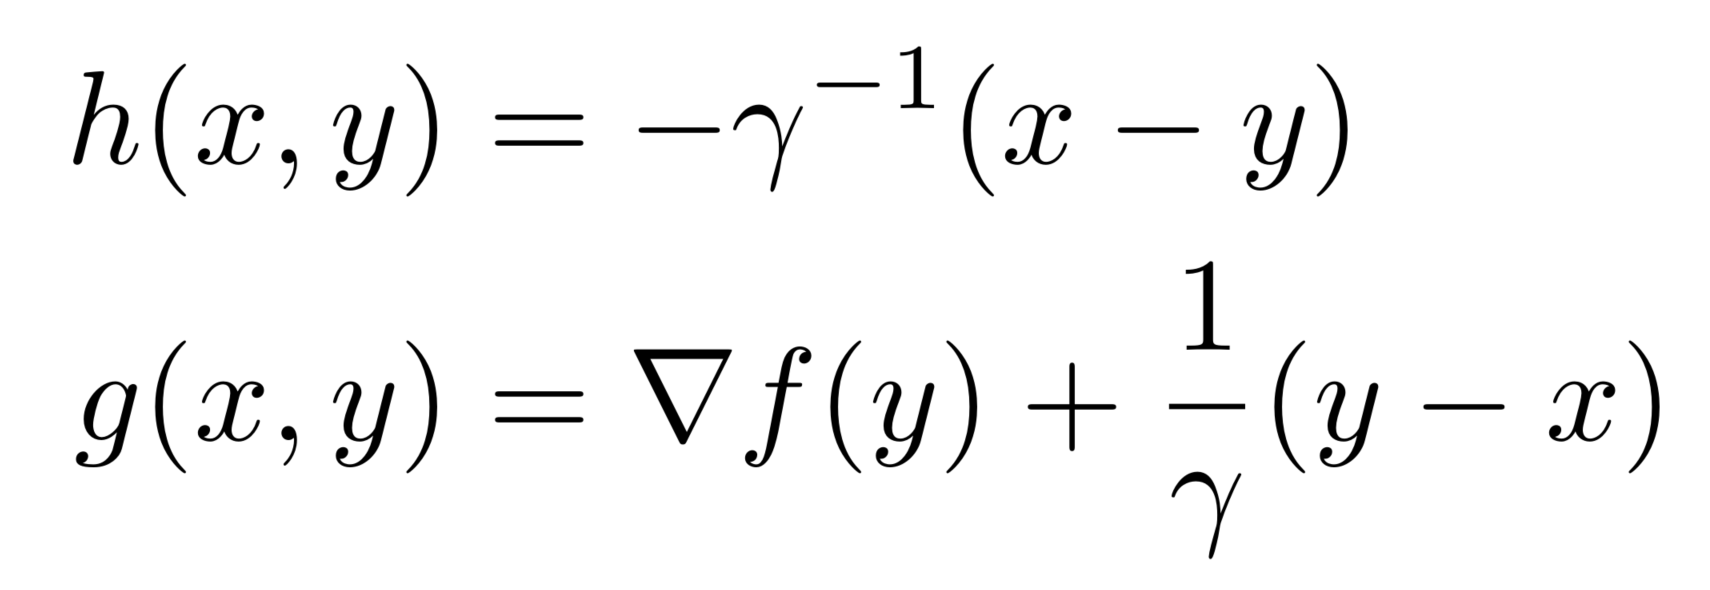 h(x, y) = −γ⁻¹(x − y)
g(x, y) = ∇f(y) + \frac{1}{γ}(y − x)